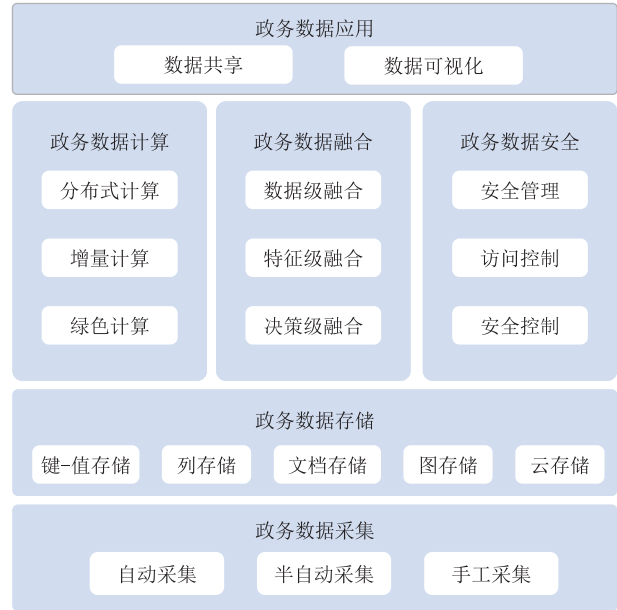 政务数据应用
数据共享
数据可视化
政务数据计算
分布式计算
增量计算
绿色计算
政务数据融合
数据级融合
特征级融合
决策级融合
政务数据安全
安全管理
访问控制
安全控制
政务数据存储
键-值存储
列存储
文档存储
图存储
云存储
政务数据采集
自动采集
半自动采集
手工采集